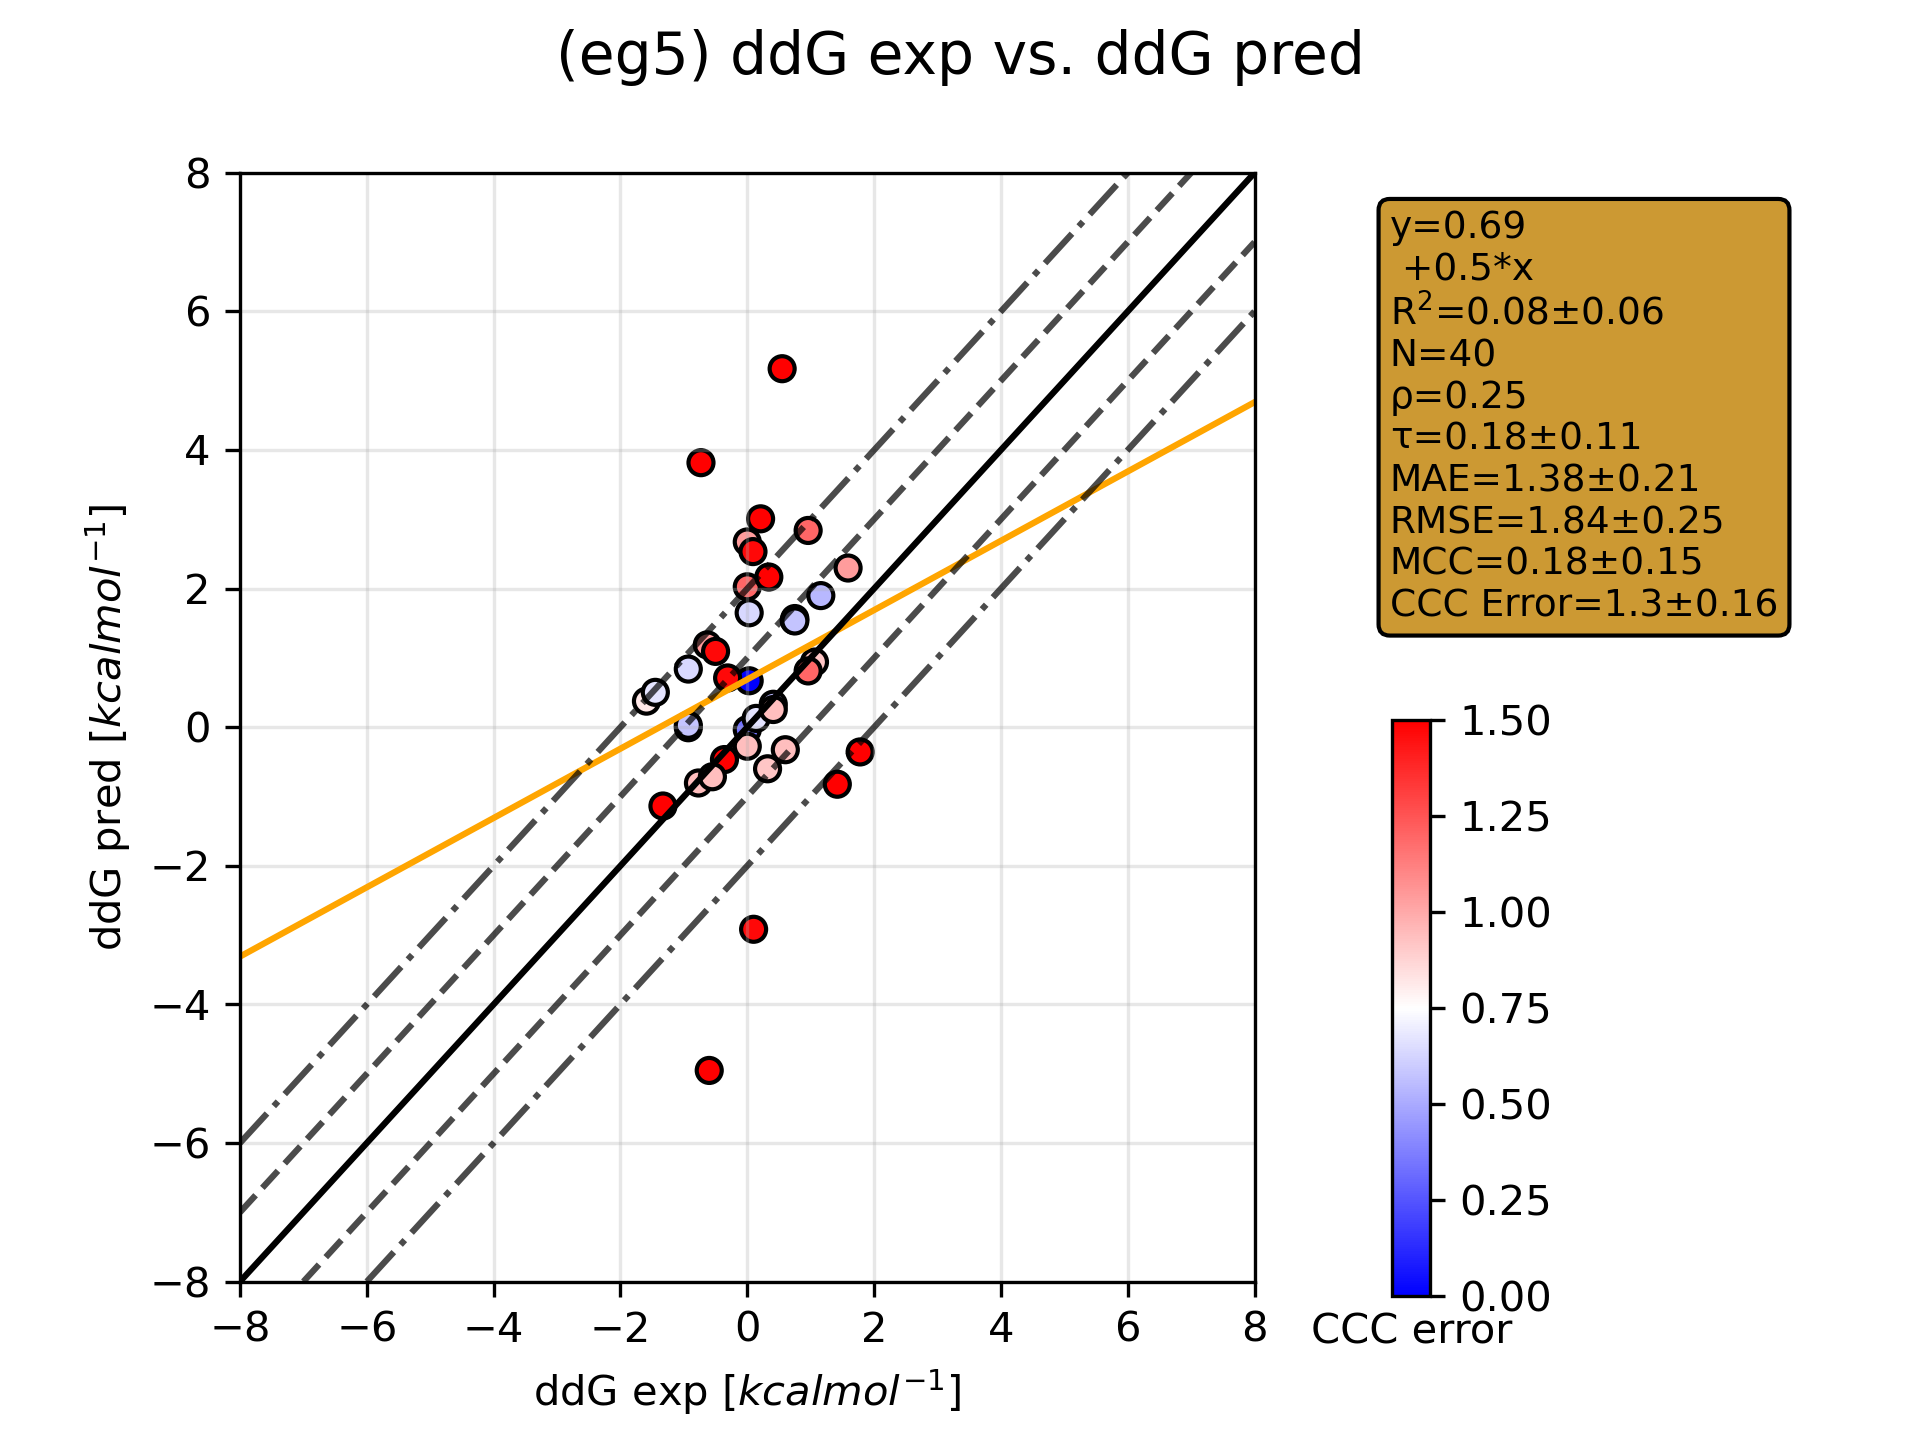 (eg5) ddG exp vs. ddG pred
8
6
4
2
0
−2
−4
−6
−8
ddG pred [kcalmol⁻¹]
−8 −6 −4 −2 0 2 4 6 8
ddG exp [kcalmol⁻¹]
y=0.69
+0.5*x
R²=0.08±0.06
N=40
ρ=0.25
τ=0.18±0.11
MAE=1.38±0.21
RMSE=1.84±0.25
MCC=0.18±0.15
CCC Error=1.3±0.16
1.50
1.25
1.00
0.75
0.50
0.25
0.00
CCC error